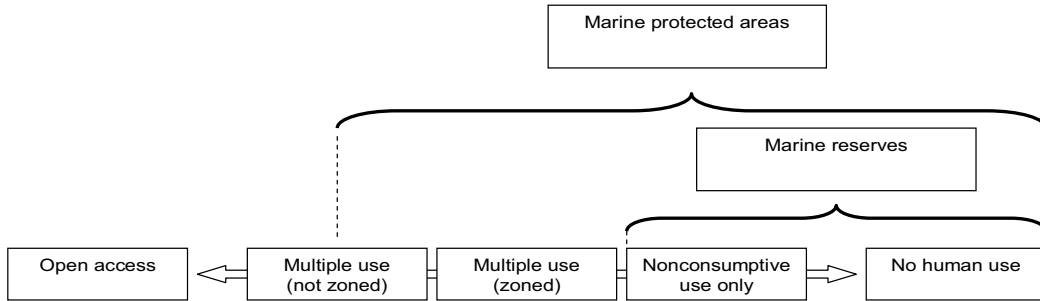 Marine protected areas
Marine reserves
Open access
Multiple use
(not zoned)
Multiple use
(zoned)
Nonconsumptive
use only
No human use